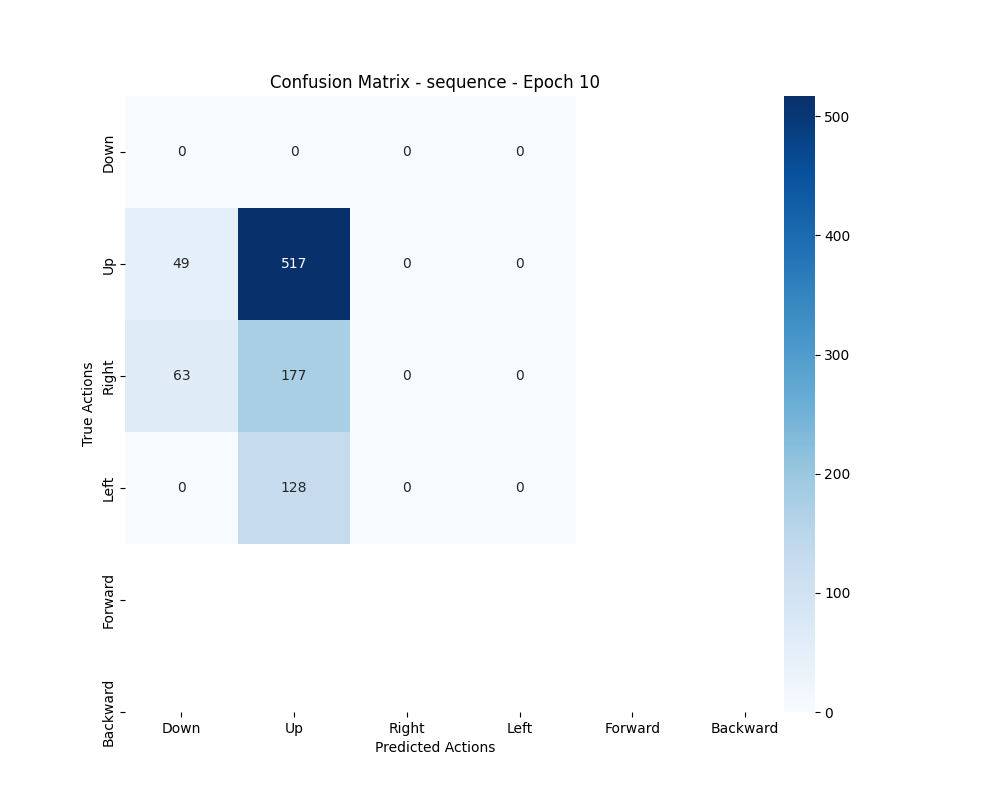 Confusion Matrix - sequence - Epoch 10
True Actions
Down 0 0 0 0
Up 49 517 0 0
Right 63 177 0 0
Left 0 128 0 0
Forward
Backward
Down Up Right Left Forward Backward
Predicted Actions
500
400
300
200
100
0